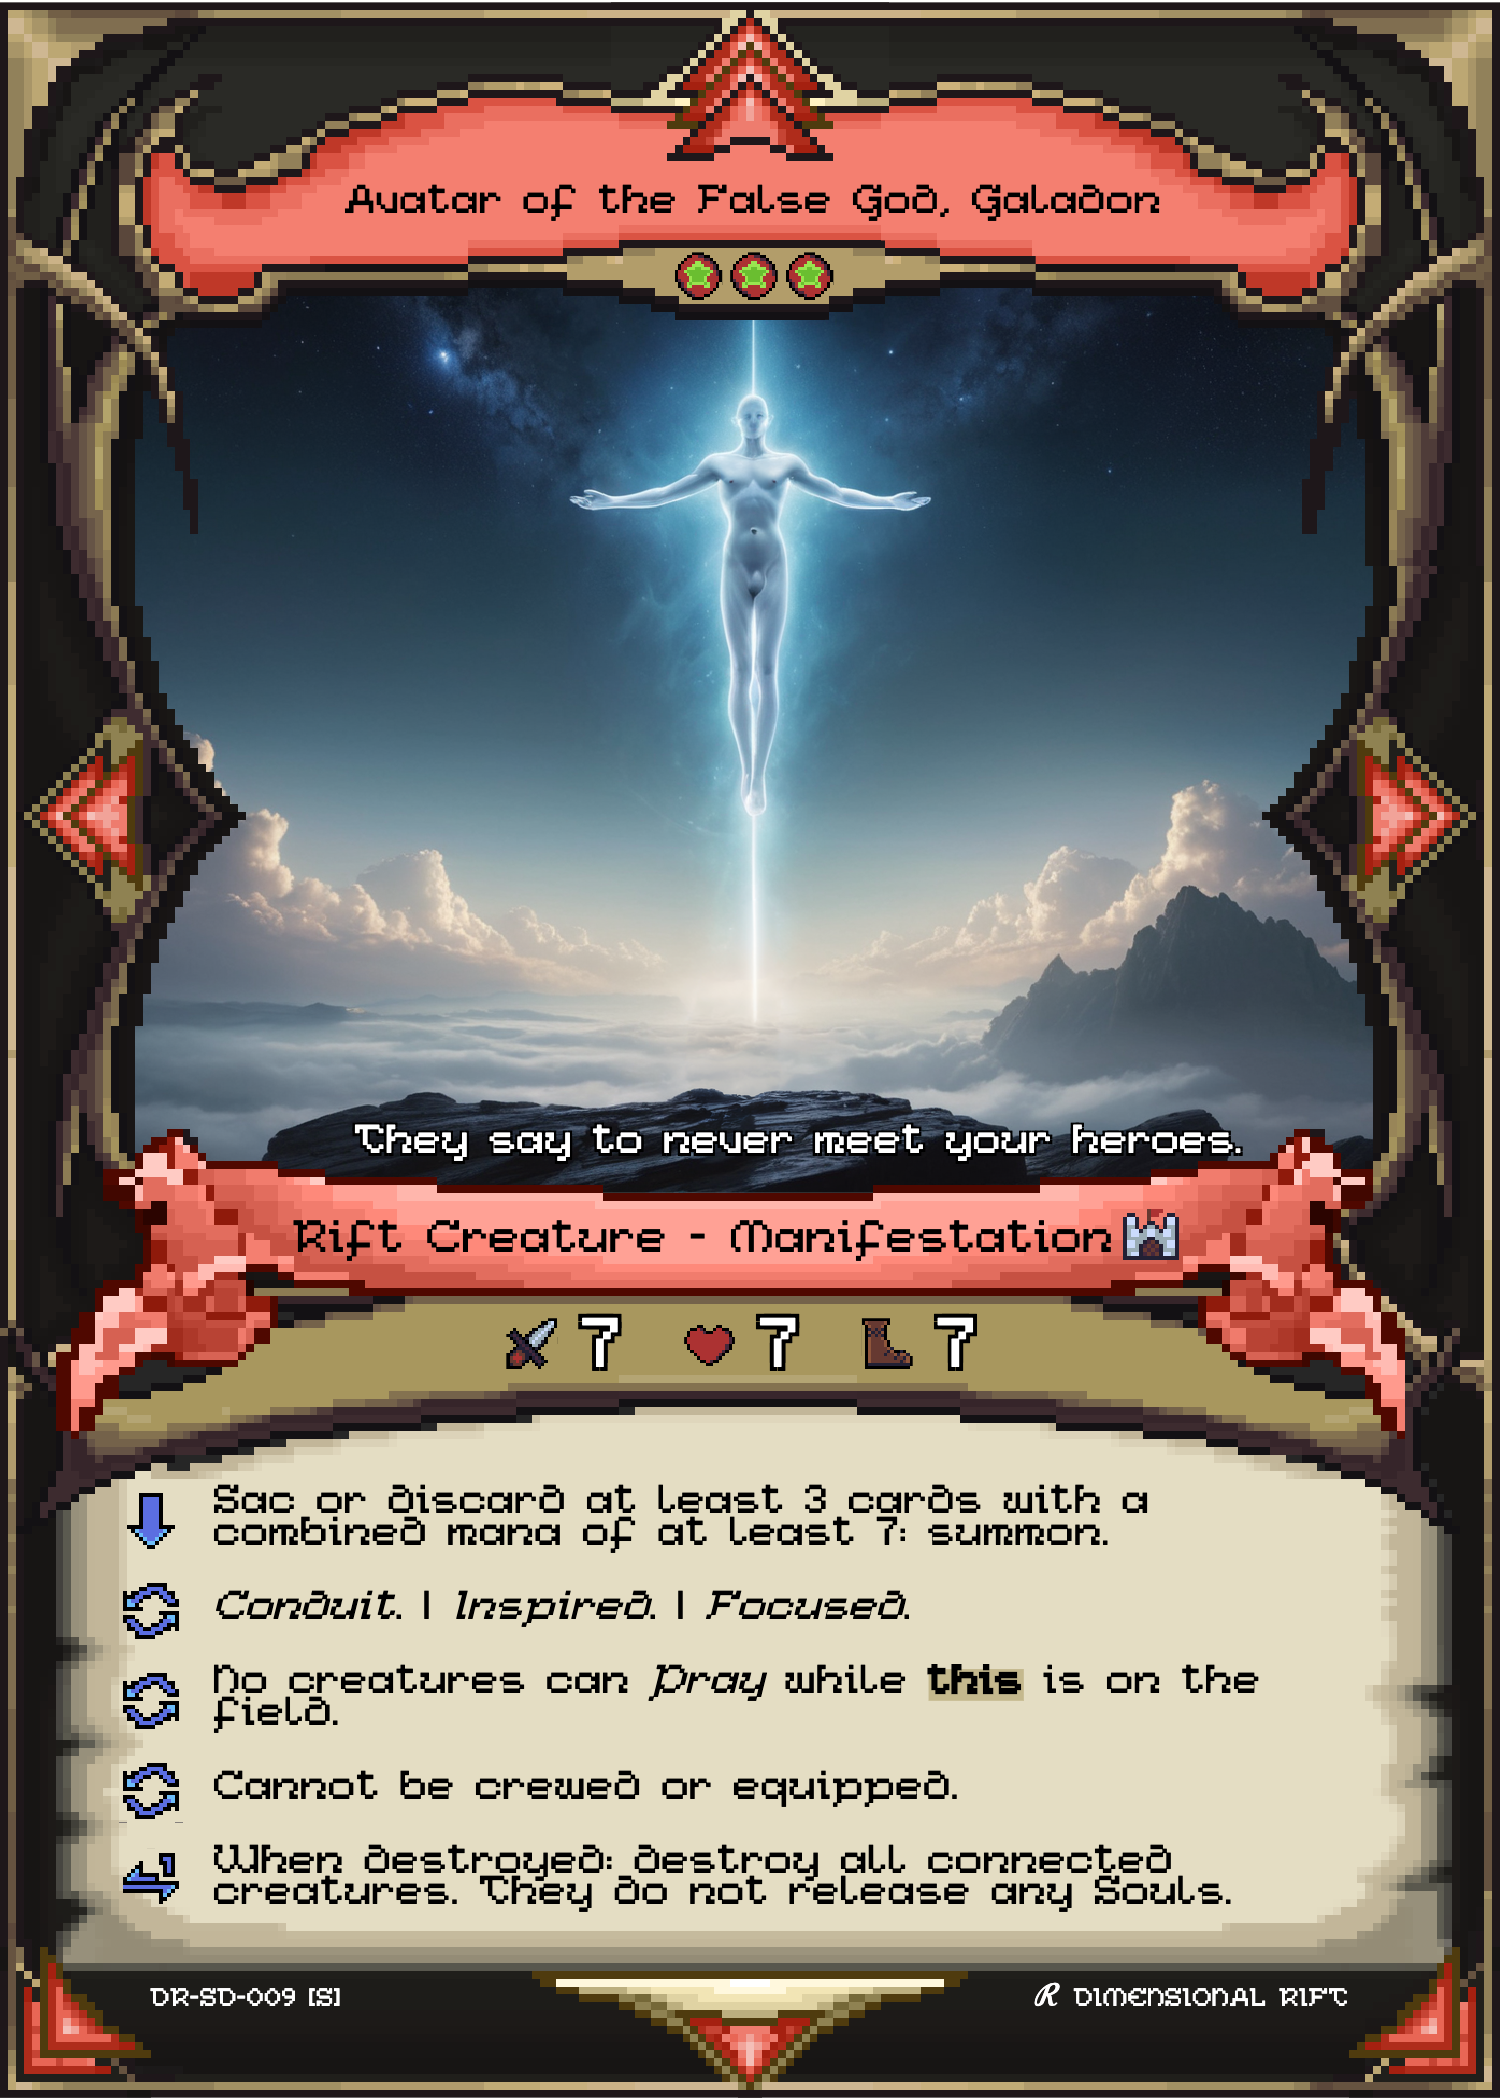 Avatar of the False God, Galadon
They say to never meet your heroes.
Rift Creature - Manifestation
7 7 7
Sac or discard at least 3 cards with a
combined mana of at least 7: summon.
Conduit. | Inspired. | Focused.
No creatures can Pray while this is on the
field.
Cannot be crewed or equipped.
When destroyed: destroy all connected
creatures. They do not release any Souls.
DR-SD-009 [S]
R DIMENSIONAL RIFT